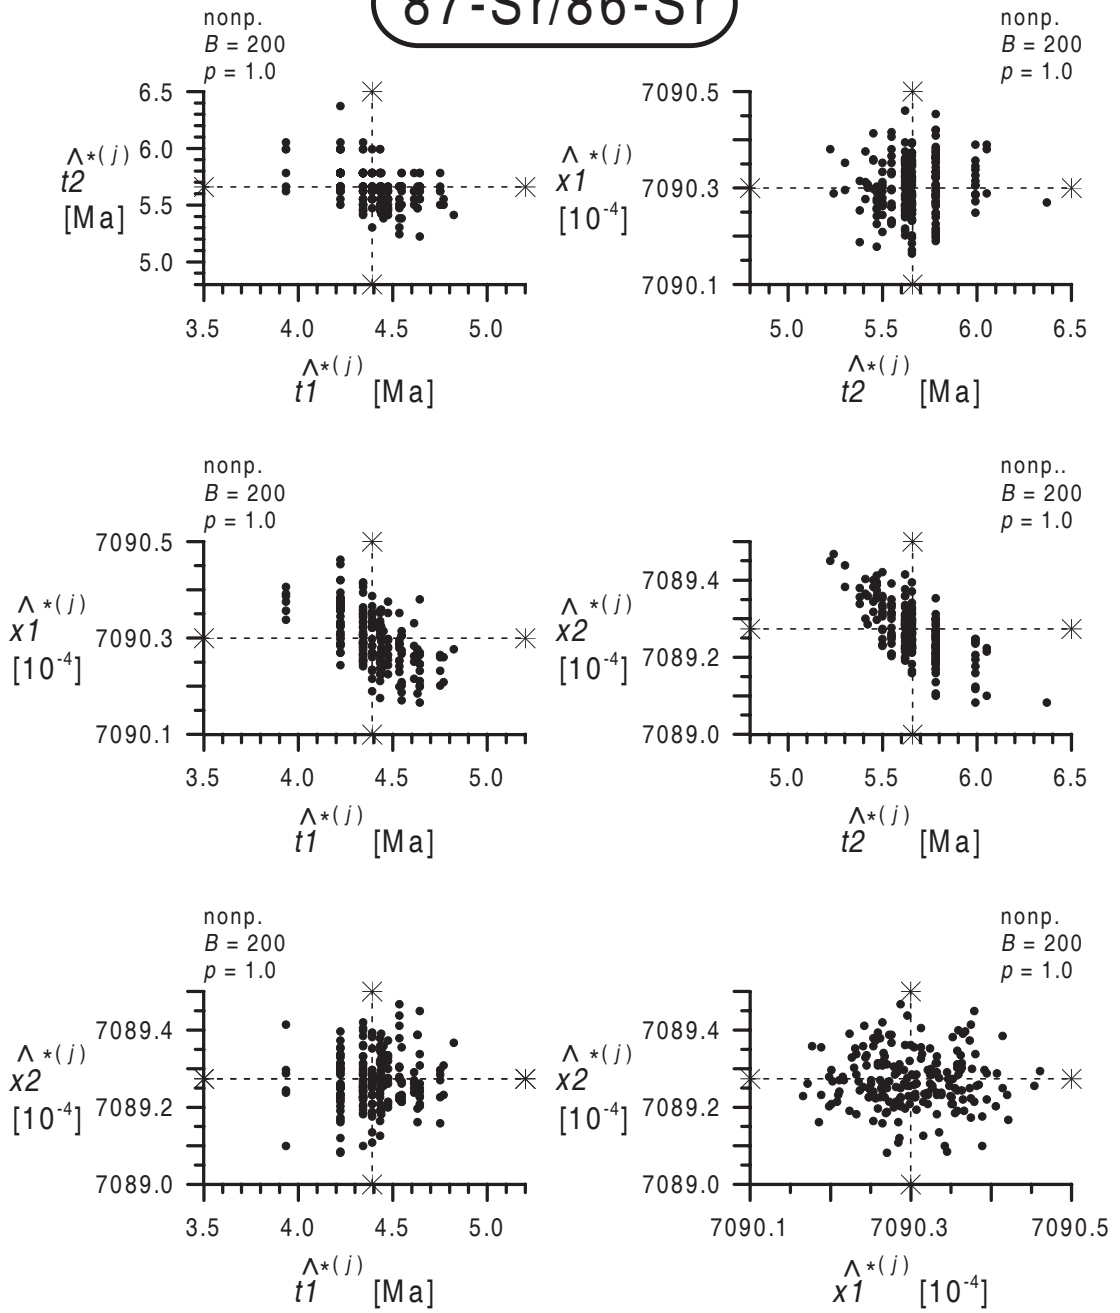 87-Sr/86-Sr
nonp.
B = 200
p = 1.0
6.5
6.0
5.5
5.0
t2^*(j)
[Ma]
3.5 4.0 4.5 5.0
t1^*(j) [Ma]
nonp.
B = 200
p = 1.0
7090.5
7090.3
7090.1
x1^*(j)
[10-4]
5.0 5.5 6.0 6.5
t2^*(j) [Ma]
nonp.
B = 200
p = 1.0
7090.5
7090.3
7090.1
x1^*(j)
[10-4]
3.5 4.0 4.5 5.0
t1^*(j) [Ma]
nonp..
B = 200
p = 1.0
7089.4
7089.2
7089.0
x2^*(j)
[10-4]
5.0 5.5 6.0 6.5
t2^*(j) [Ma]
nonp.
B = 200
p = 1.0
7089.4
7089.2
7089.0
x2^*(j)
[10-4]
3.5 4.0 4.5 5.0
t1^*(j) [Ma]
nonp.
B = 200
p = 1.0
7089.4
7089.2
7089.0
x2^*(j)
[10-4]
7090.1 7090.3 7090.5
x1^*(j) [10-4]